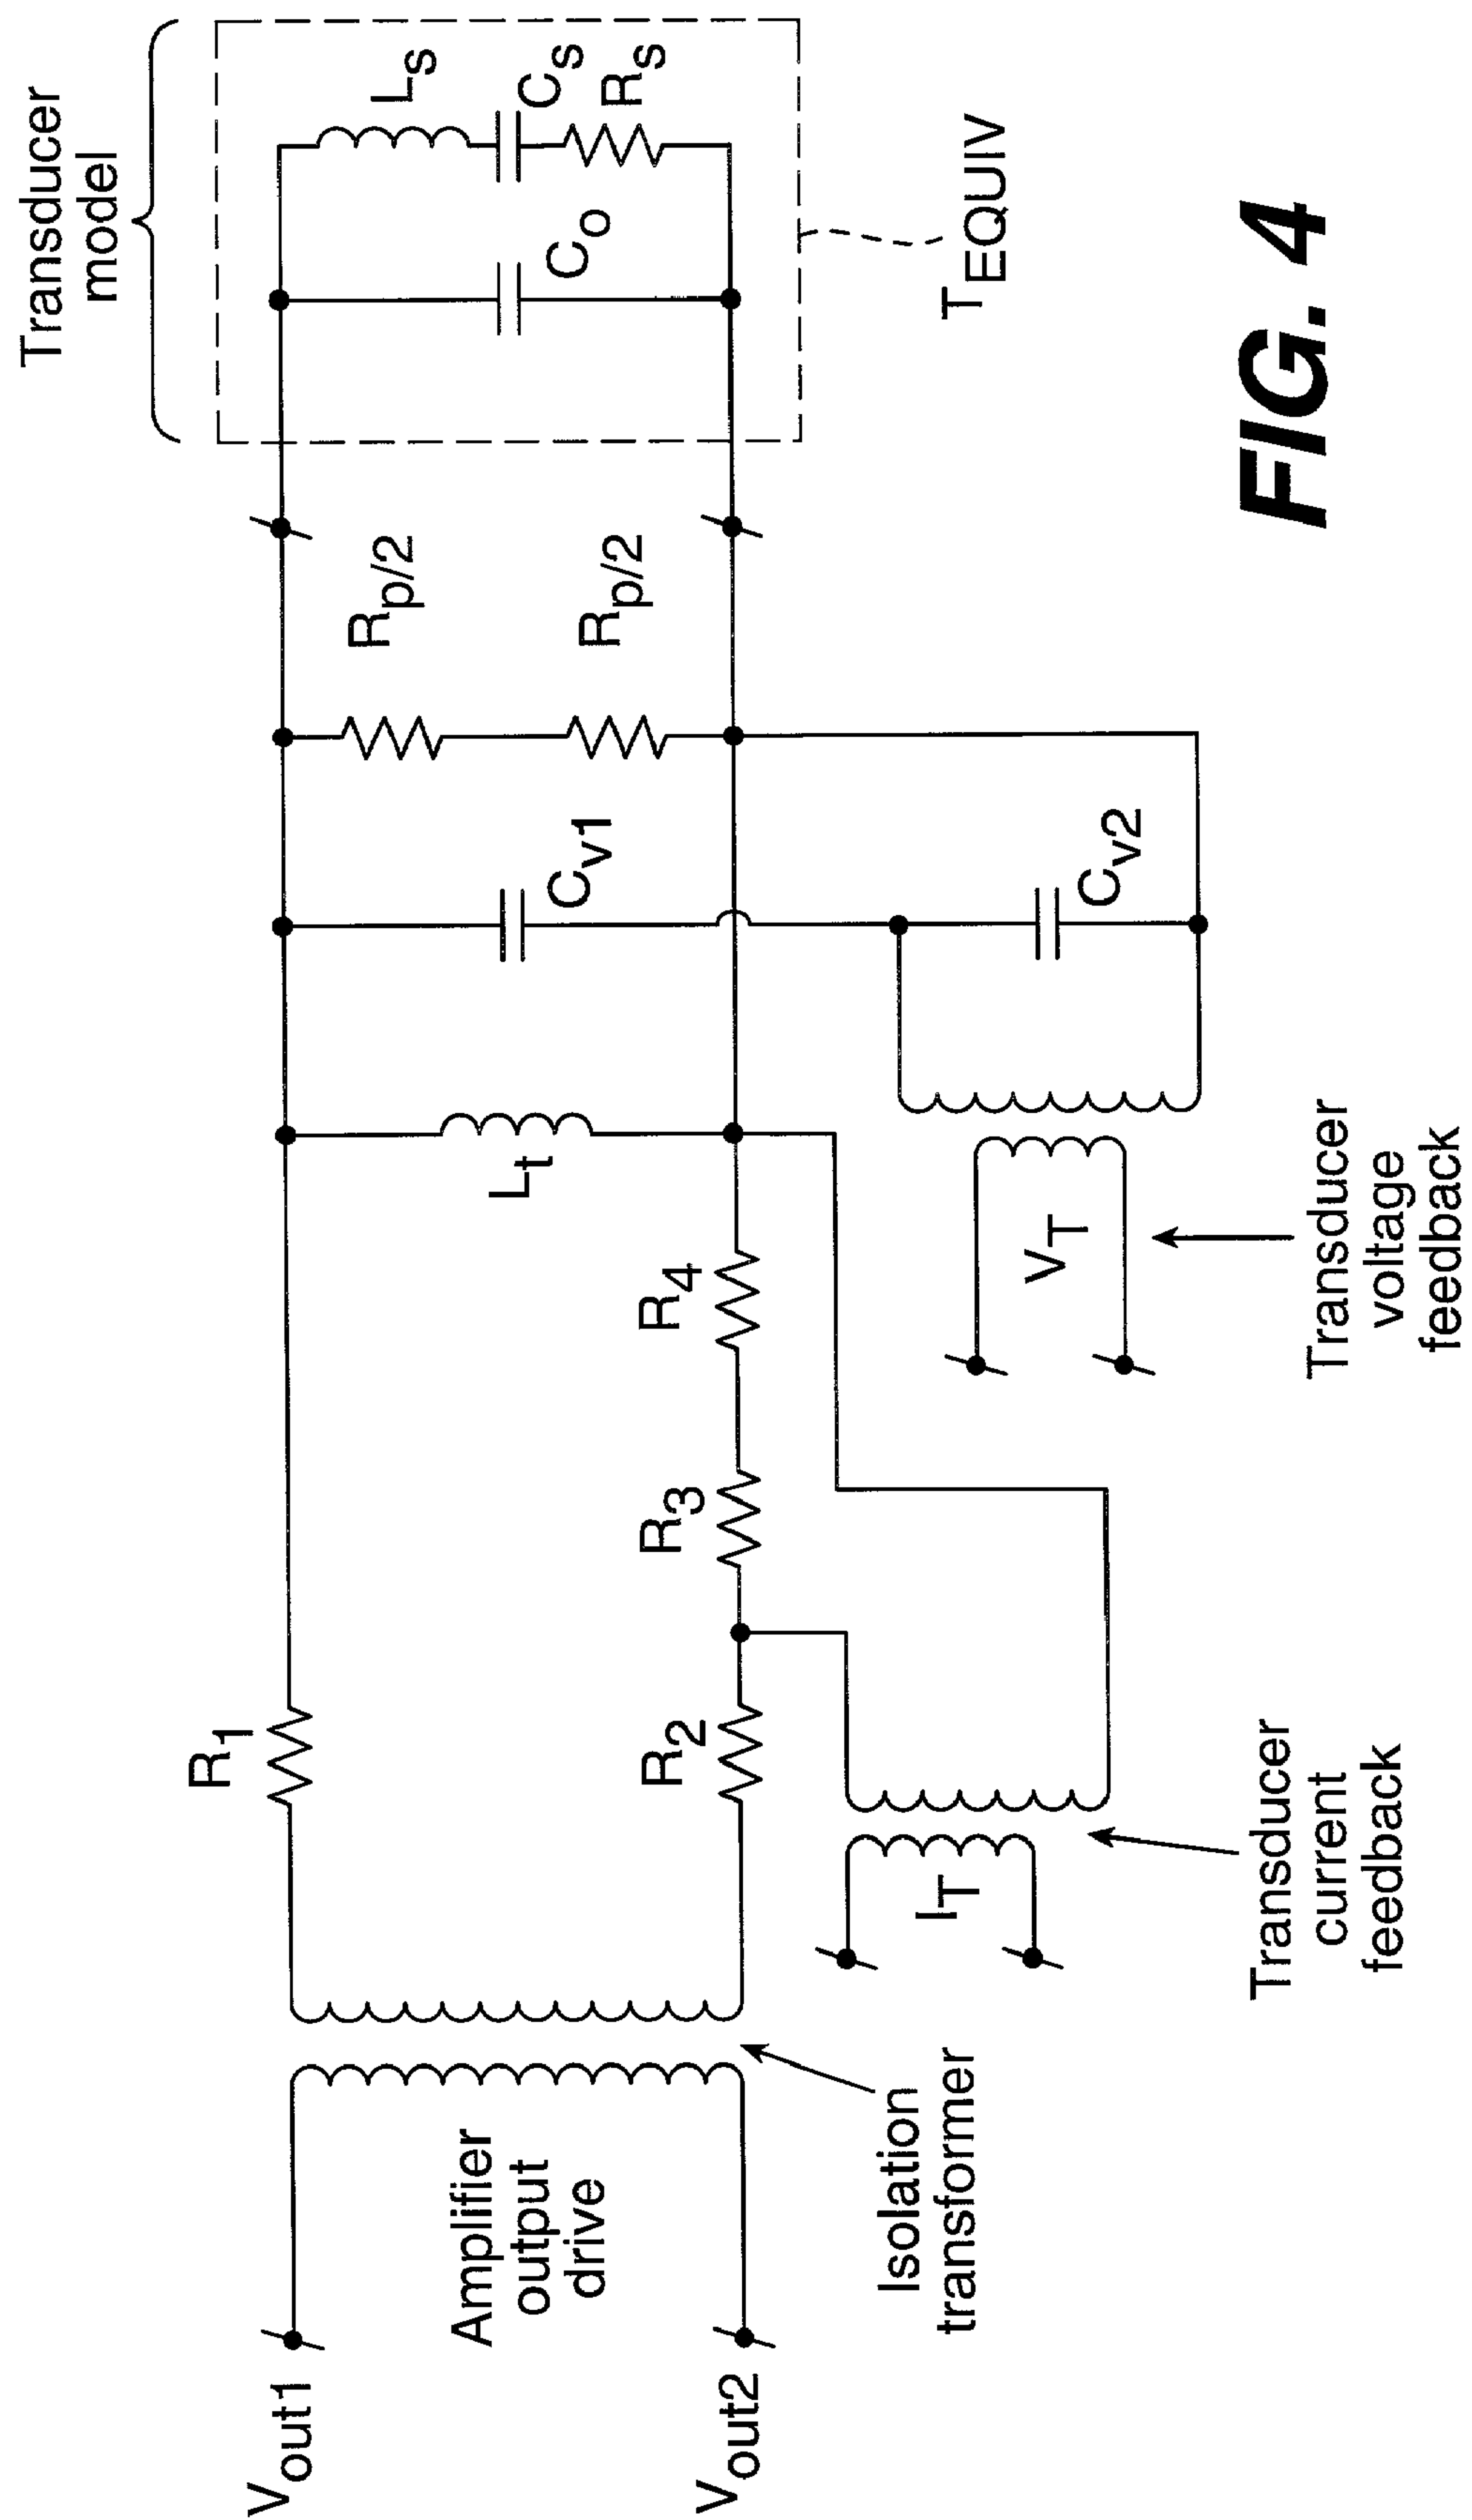 Transducer
model
Ls
Cs
Rs
Co
TEQUIV
Rp/2
Rp/2
Cv1
Cv2
Lt
R4
R3
R1
R2
VT
Transducer
voltage
feedback
IT
Transducer
current
feedback
Vout1
Vout2
Amplifier
output
drive
Isolation
transformer
FIG. 4